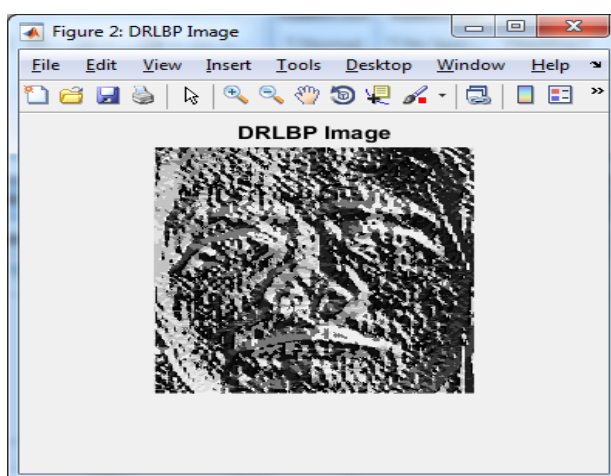 Figure 2: DRLBP Image
File Edit View Insert Tools Desktop Window Help
DRLBP Image